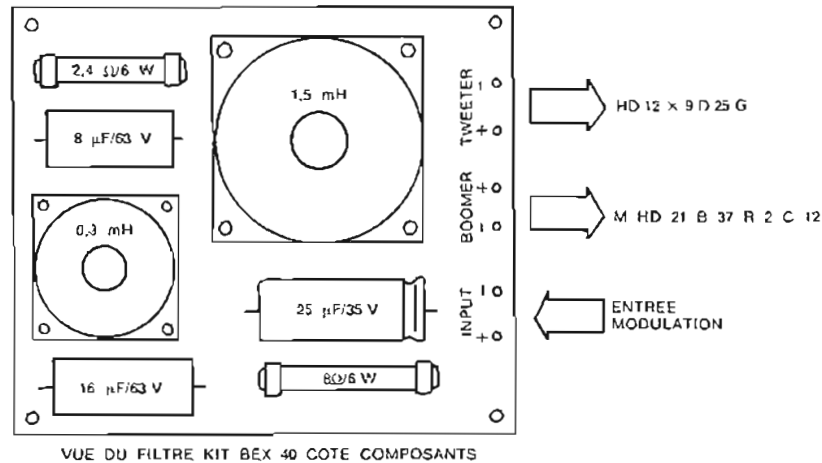 2,4 Ω/6 W
1,5 mH
8 µF/63 V
0,3 mH
25 µF/35 V
16 µF/63 V
8Ω/6 W
TWEETER
-
+
BOOMER
+
-
INPUT
-
+
HD 12 × 9 D 25 G
M HD 21 B 37 R 2 C 12
ENTREE
MODULATION
VUE DU FILTRE KIT BEX 40 COTE COMPOSANTS